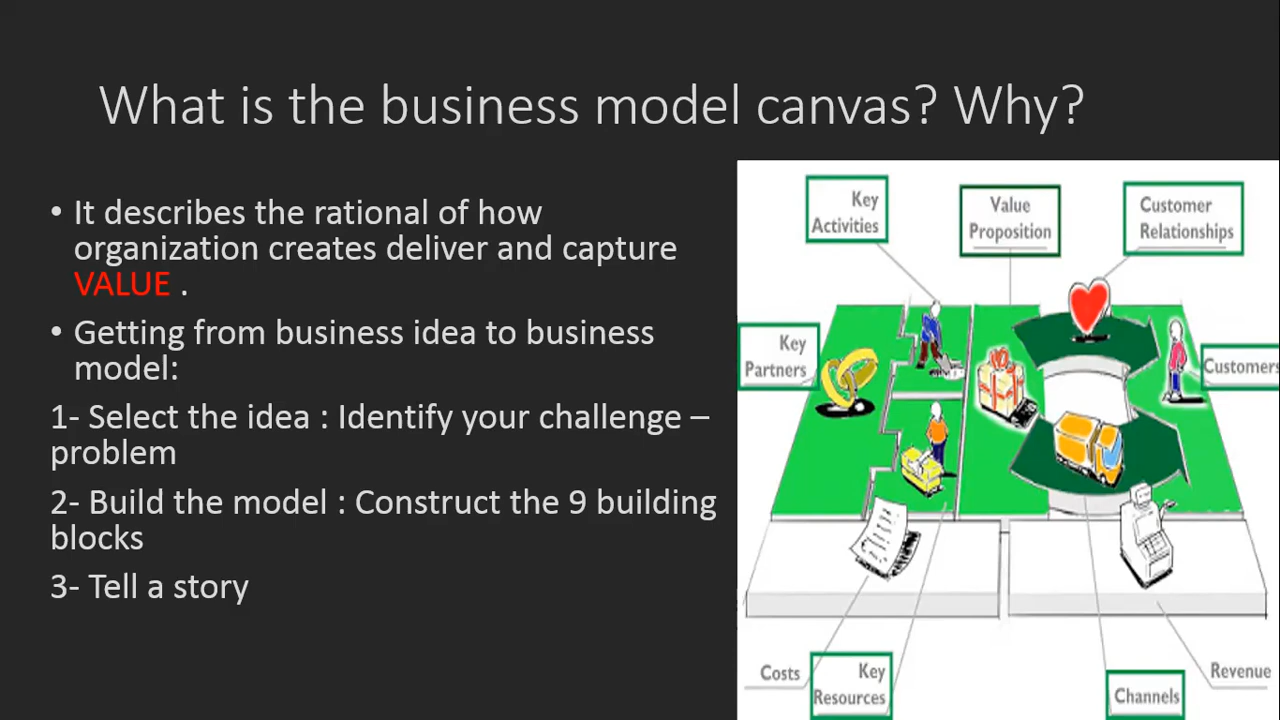 What is the business model canvas? Why?
• It describes the rational of how
organization creates deliver and capture
VALUE .
• Getting from business idea to business
model:
1- Select the idea : Identify your challenge –
problem
2- Build the model : Construct the 9 building
blocks
3- Tell a story
Key
Activities
Value
Proposition
Customer
Relationships
Key
Partners
Customers
Costs
Key
Resources
Channels
Revenue